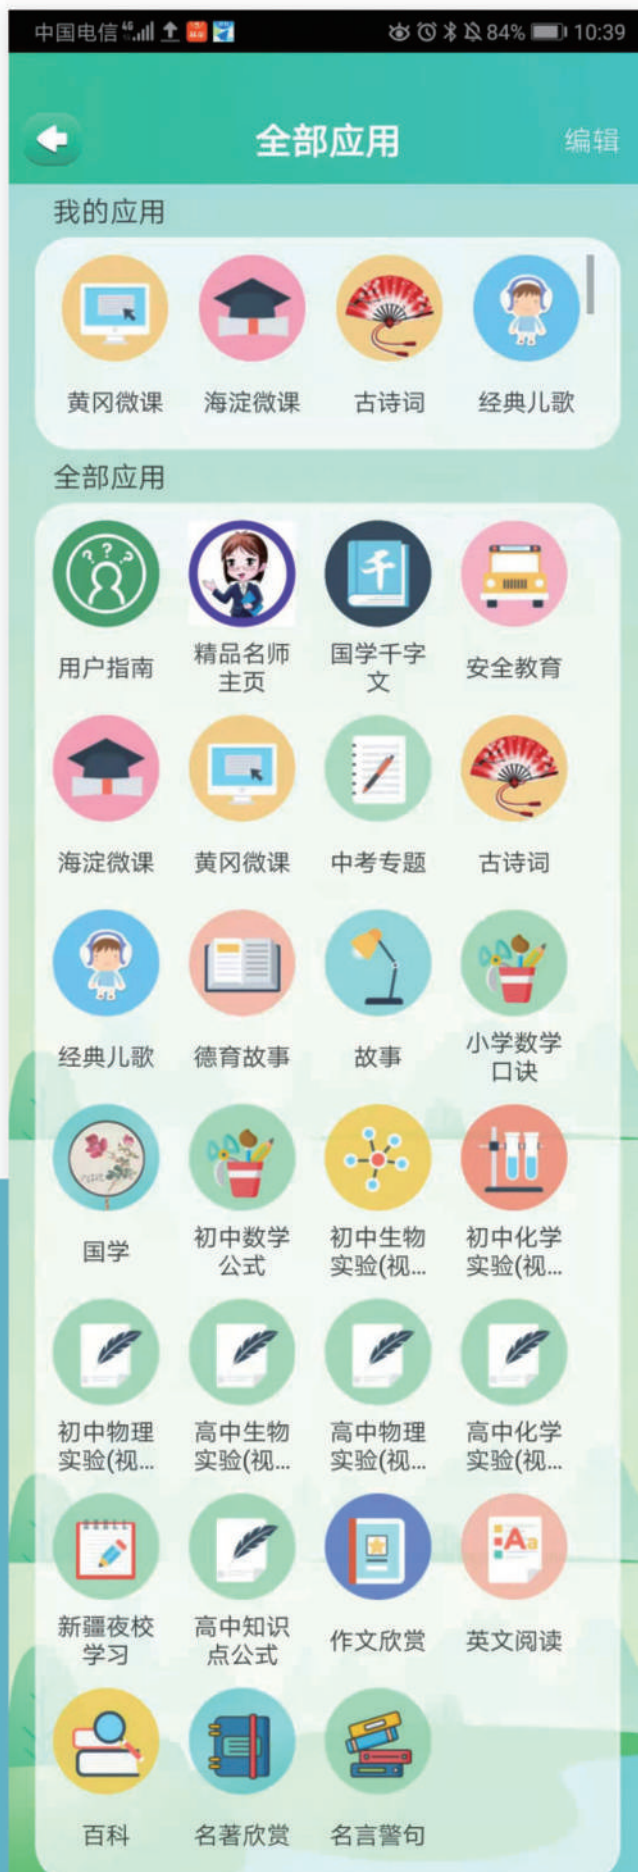 中国电信 84% 10:39
全部应用 编辑
我的应用
黄冈微课 海淀微课 古诗词 经典儿歌
全部应用
用户指南 精品名师 国学千字 安全教育
主页 文
海淀微课 黄冈微课 中考专题 古诗词
经典儿歌 德育故事 故事 小学数学
口诀
国学 初中数学 初中生物 初中化学
公式 实验(视... 实验(视...
初中物理 高中生物 高中物理 高中化学
实验(视... 实验(视... 实验(视... 实验(视...
新疆夜校 高中知识 作文欣赏 英文阅读
学习 点公式
百科 名著欣赏 名言警句